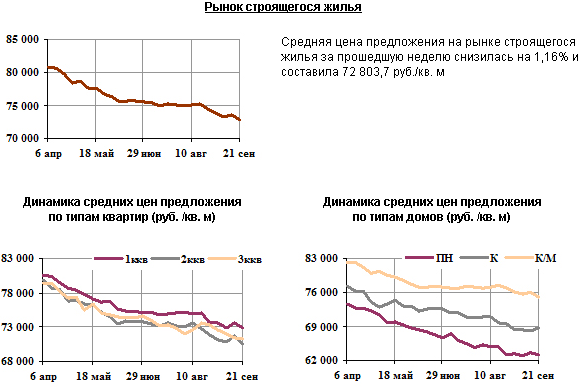 Рынок строящегося жилья
85 000
80 000
75 000
70 000
6 апр 18 май 29 июн 10 авг 21 сен
Средняя цена предложения на рынке строящегося
жилья за прошедшую неделю снизилась на 1,16% и
составила 72 803,7 руб./кв. м
Динамика средних цен предложения
по типам квартир (руб. /кв. м)
83 000
78 000
73 000
68 000
1ккв 2ккв 3ккв
6 апр 18 май 29 июн 10 авг 21 сен
Динамика средних цен предложения
по типам домов (руб. /кв. м)
83 000
76 000
69 000
62 000
ПН К К/М
6 апр 18 май 29 июн 10 авг 21 сен